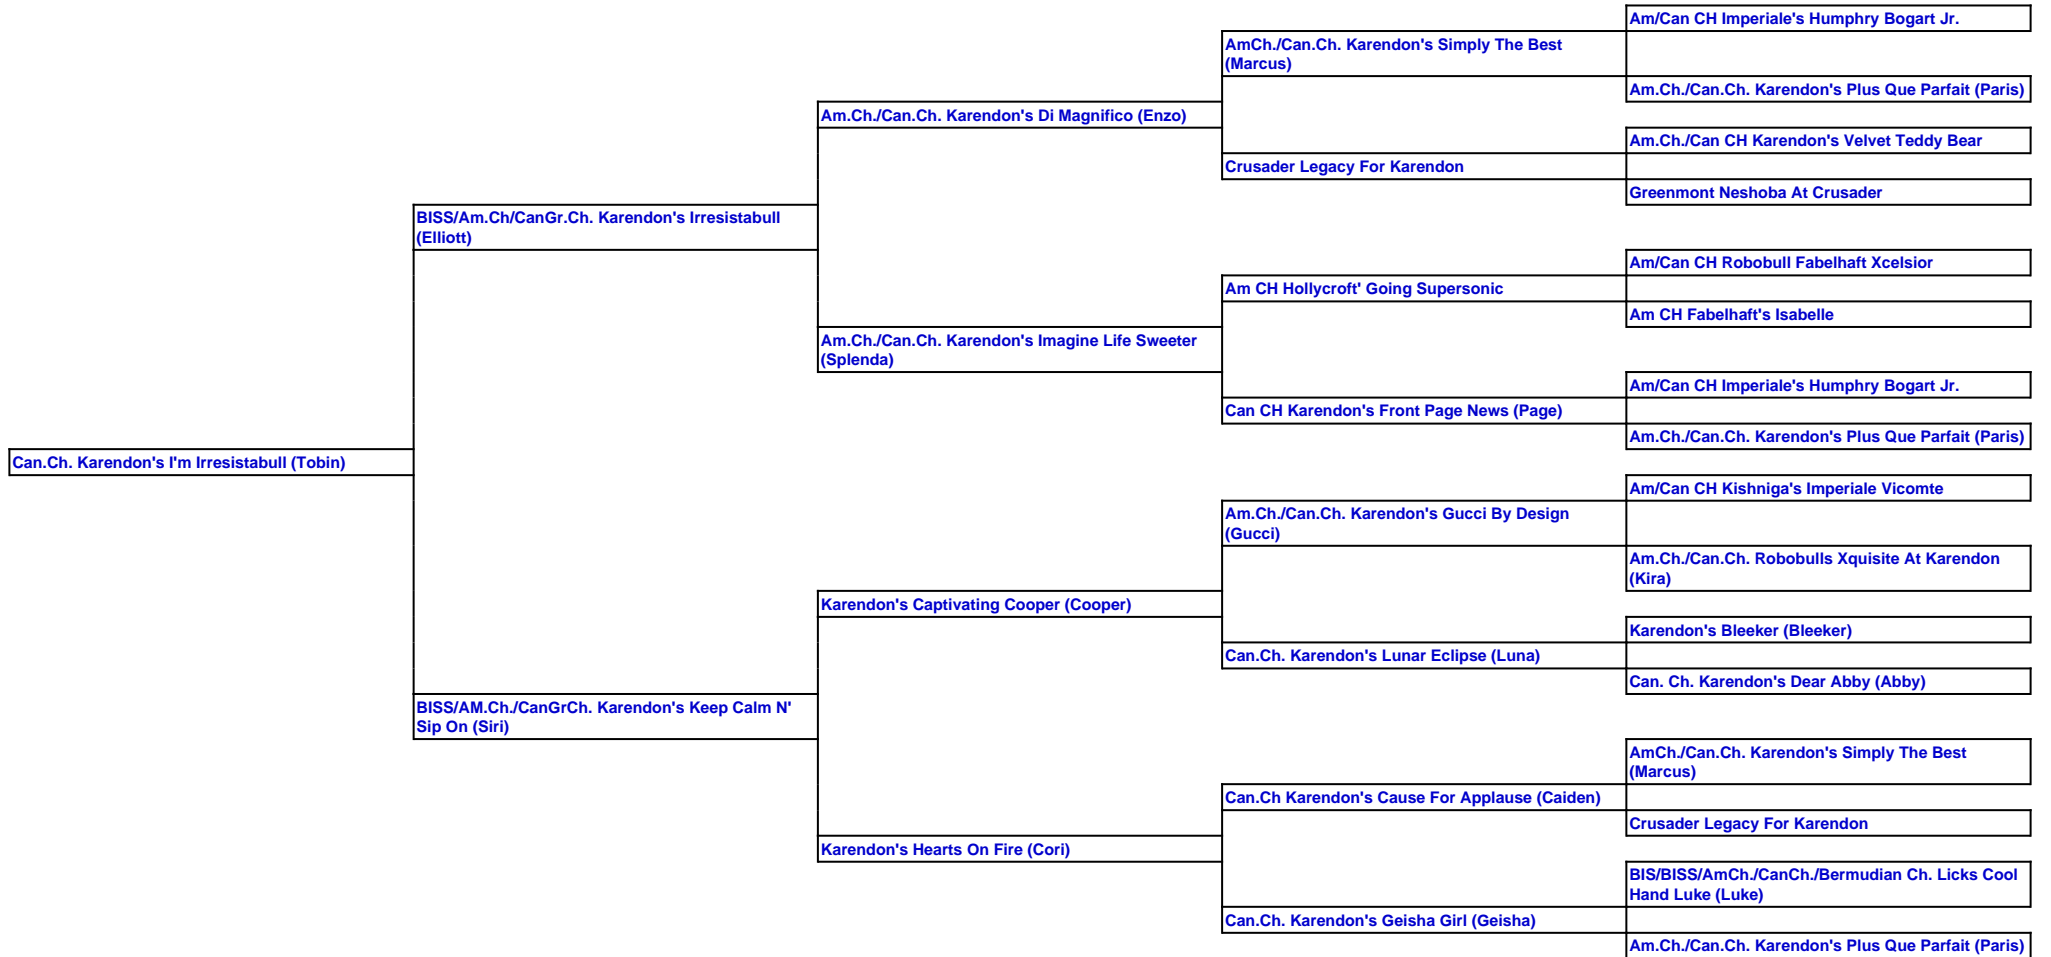 Am/Can CH Imperiale's Humphry Bogart Jr.
AmCh./Can.Ch. Karendon's Simply The Best
(Marcus)
Am.Ch./Can.Ch. Karendon's Plus Que Parfait (Paris)
Am.Ch./Can.Ch. Karendon's Di Magnifico (Enzo)
Am.Ch./Can CH Karendon's Velvet Teddy Bear
Crusader Legacy For Karendon
Greenmont Neshoba At Crusader
BISS/Am.Ch/CanGr.Ch. Karendon's Irresistabull
(Elliott)
Am/Can CH Robobull Fabelhaft Xcelsior
Am CH Hollycroft' Going Supersonic
Am CH Fabelhaft's Isabelle
Am.Ch./Can.Ch. Karendon's Imagine Life Sweeter
(Splenda)
Am/Can CH Imperiale's Humphry Bogart Jr.
Can CH Karendon's Front Page News (Page)
Am.Ch./Can.Ch. Karendon's Plus Que Parfait (Paris)
Can.Ch. Karendon's I'm Irresistabull (Tobin)
Am/Can CH Kishniga's Imperiale Vicomte
Am.Ch./Can.Ch. Karendon's Gucci By Design
(Gucci)
Am.Ch./Can.Ch. Robobulls Xquisite At Karendon
(Kira)
Karendon's Captivating Cooper (Cooper)
Karendon's Bleeker (Bleeker)
Can.Ch. Karendon's Lunar Eclipse (Luna)
Can. Ch. Karendon's Dear Abby (Abby)
BISS/AM.Ch./CanGrCh. Karendon's Keep Calm N'
Sip On (Siri)
AmCh./Can.Ch. Karendon's Simply The Best
(Marcus)
Can.Ch Karendon's Cause For Applause (Caiden)
Crusader Legacy For Karendon
Karendon's Hearts On Fire (Cori)
BIS/BISS/AmCh./CanCh./Bermudian Ch. Licks Cool
Hand Luke (Luke)
Can.Ch. Karendon's Geisha Girl (Geisha)
Am.Ch./Can.Ch. Karendon's Plus Que Parfait (Paris)